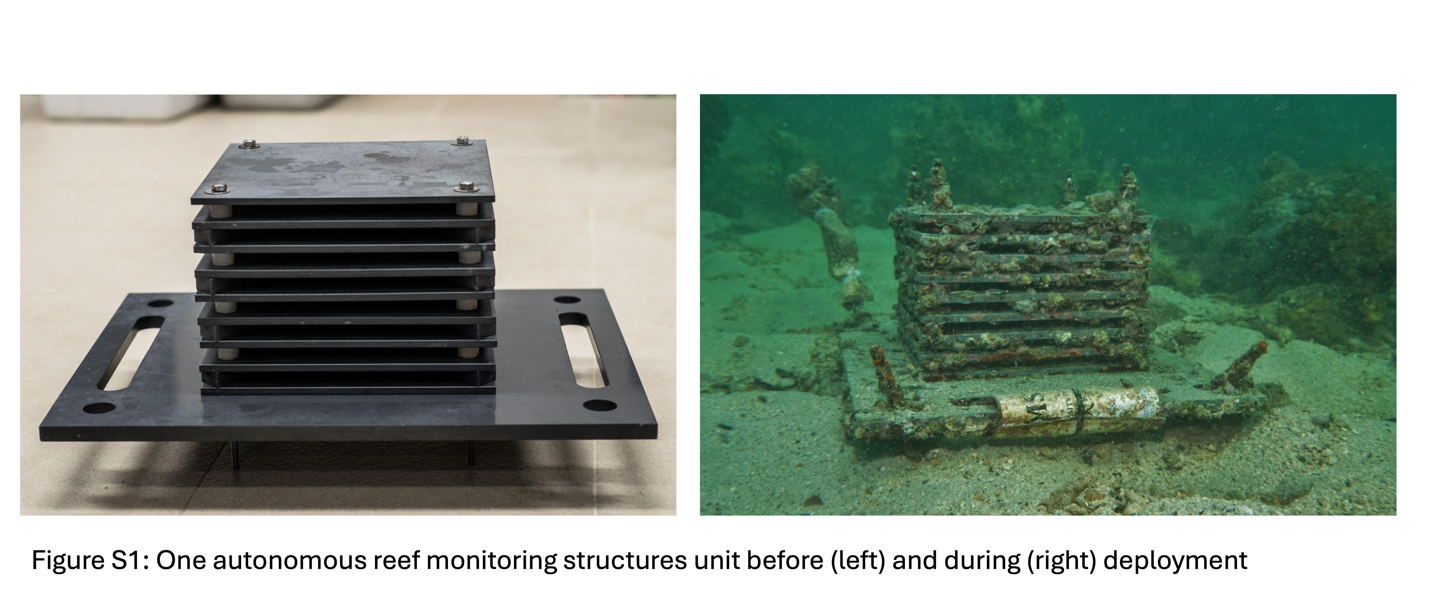 Figure S1: One autonomous reef monitoring structures unit before (left) and during (right) deployment